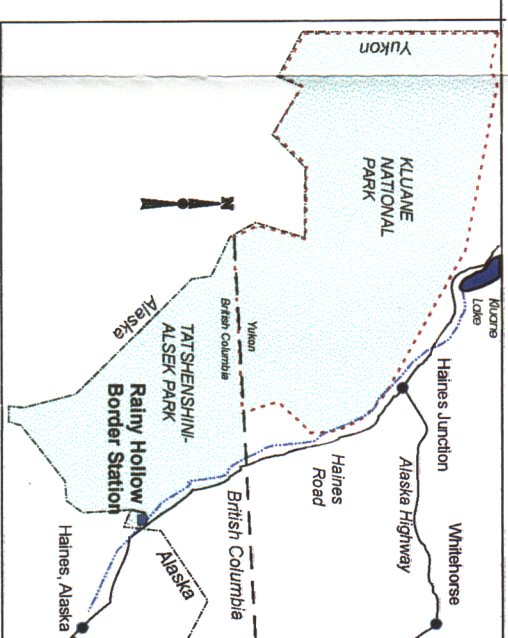 Yukon
KLUANE
NATIONAL
PARK
N
Kluane
Lake
Alaska
Yukon
British Columbia
TATSHENSHINI-
ALSEK PARK
Haines Junction
Rainy Hollow
Border Station
Haines
Road
Alaska Highway
British Columbia
Whitehorse
Haines, Alaska
Alaska